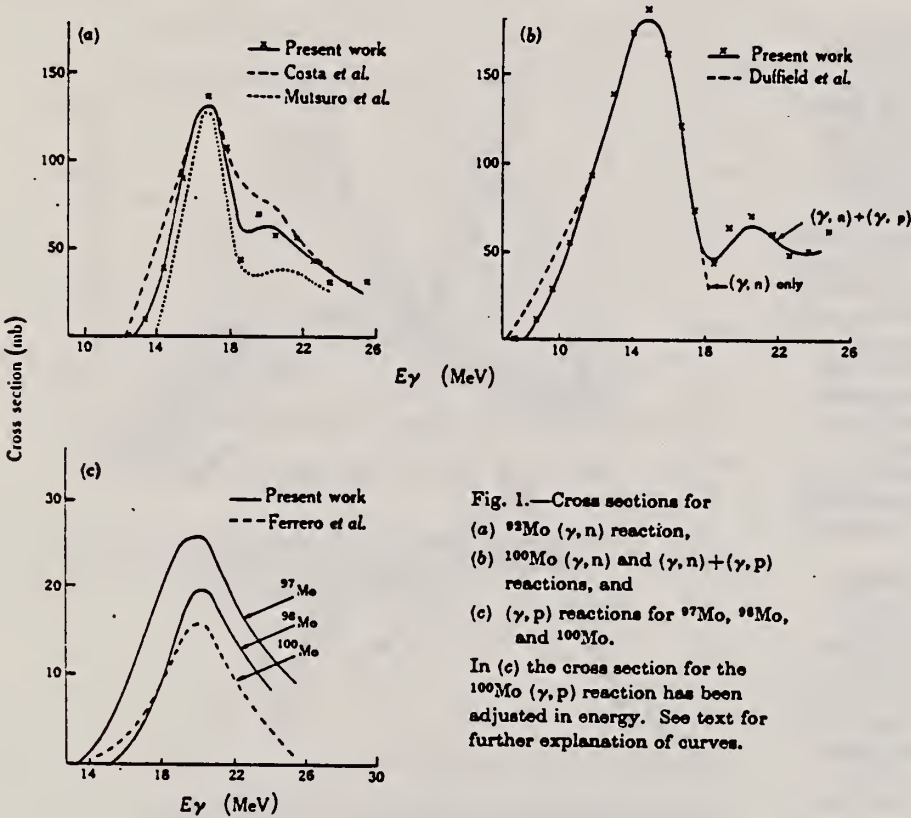 (a)
× Present work
Costa et al.
Mutsuro et al.
150
100
50
10 14 18 22 26
(b)
× Present work
Duffield et al.
150
100
50
(γ, n)+(γ, p)
(γ, n) only
10 14 18 22 26
Eγ (MeV)
Cross section (mb)
(c)
Present work
Ferrero et al.
30
20
10
97Mo
98Mo
100Mo
14 18 22 26 30
Eγ (MeV)
Fig. 1.—Cross sections for
(a) 92Mo (γ, n) reaction,
(b) 100Mo (γ, n) and (γ, n)+(γ, p)
reactions, and
(c) (γ, p) reactions for 97Mo, 98Mo,
and 100Mo.
In (c) the cross section for the
100Mo (γ, p) reaction has been
adjusted in energy. See text for
further explanation of curves.